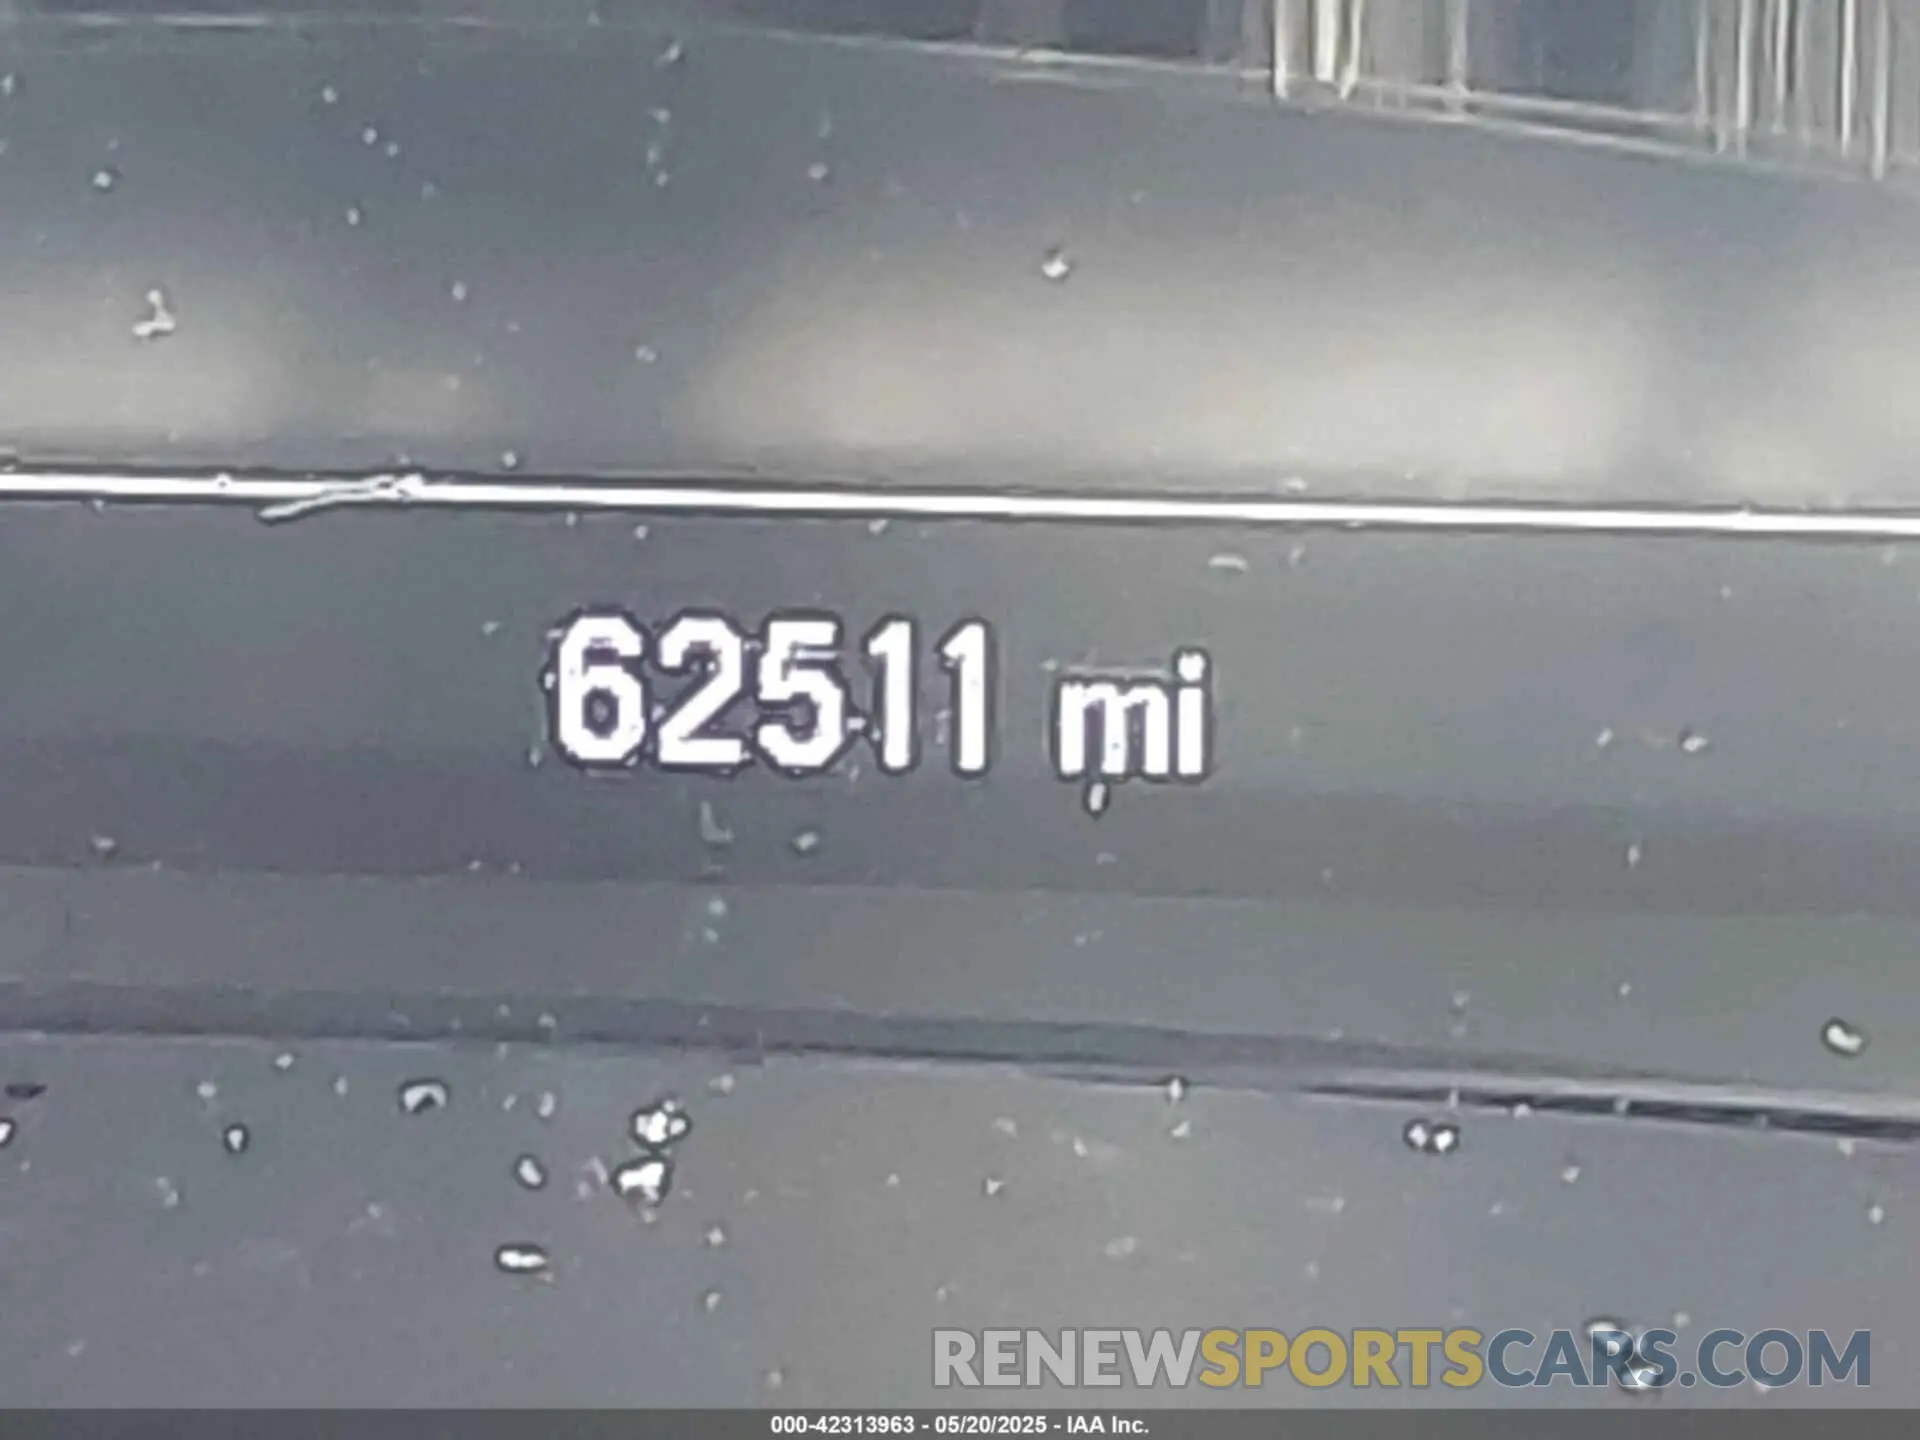 62511 mi
RENEWSPORTSCARS.COM
000-42313963 - 05/20/2025 - IAA Inc.